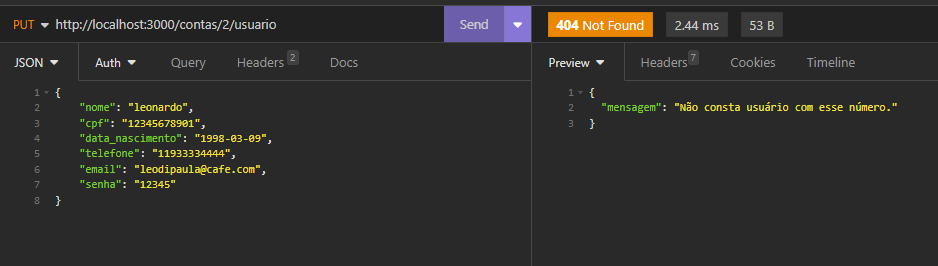 PUT http://localhost:3000/contas/2/usuario Send 404 Not Found 2.44 ms 53 B
JSON Auth Query Headers 2 Docs Preview Headers 7 Cookies Timeline
1 {
2 "nome": "leonardo",
3 "cpf": "12345678901",
4 "data_nascimento": "1998-03-09",
5 "telefone": "11933334444",
6 "email": "leodipaula@cafe.com",
7 "senha": "12345"
8 }
1 {
2 "mensagem": "Não consta usuário com esse número."
3 }